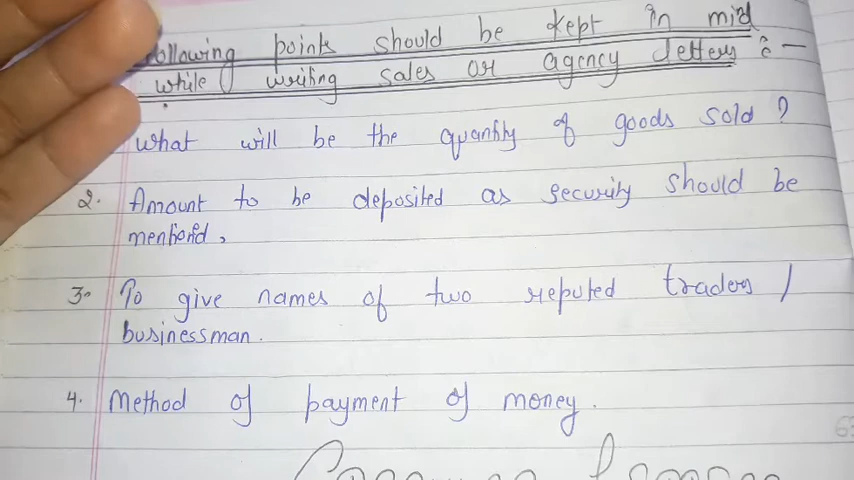 following points should be kept in mid
while writing sales or agency letters :-
What will be the quantity of goods sold ?
2. Amount to be deposited as security should be
mentioned,
3. To give names of two reputed traders /
businessman.
4. Method of payment of money.